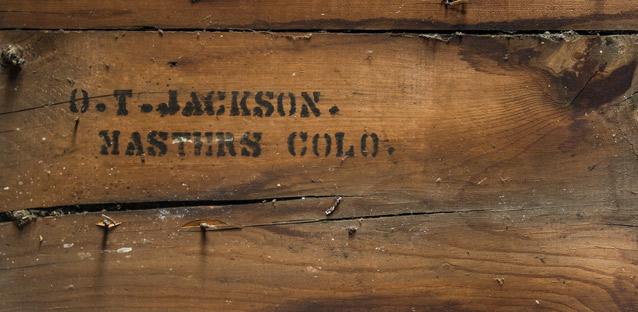 O.T. JACKSON.
MASTERS COLO.